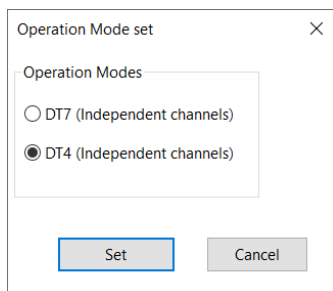 Operation Mode set
Operation Modes
DT7 (Independent channels)
DT4 (Independent channels)
Set
Cancel